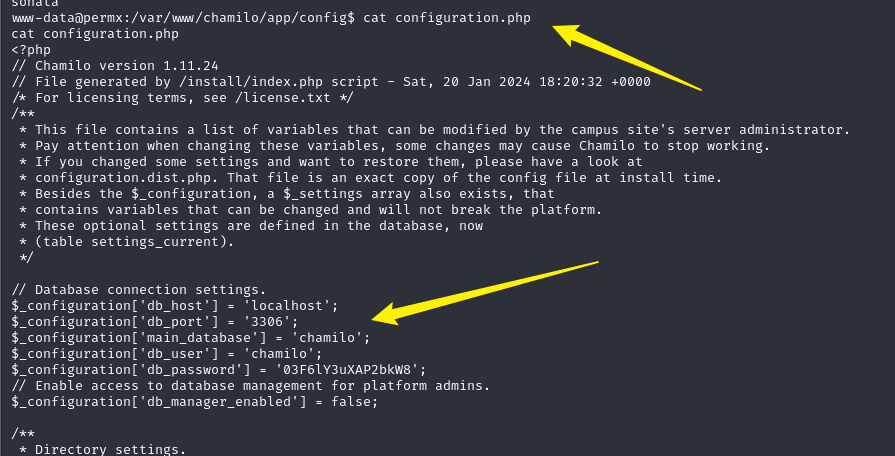 sonata
www-data@permx:/var/www/chamilo/app/config$ cat configuration.php
cat configuration.php
<?php
// Chamilo version 1.11.24
// File generated by /install/index.php script - Sat, 20 Jan 2024 18:20:32 +0000
/* For licensing terms, see /license.txt */
/**
 * This file contains a list of variables that can be modified by the campus site's server administrator.
 * Pay attention when changing these variables, some changes may cause Chamilo to stop working.
 * If you changed some settings and want to restore them, please have a look at
 * configuration.dist.php. That file is an exact copy of the config file at install time.
 * Besides the $_configuration, a $_settings array also exists, that
 * contains variables that can be changed and will not break the platform.
 * These optional settings are defined in the database, now
 * (table settings_current).
 */

// Database connection settings.
$_configuration['db_host'] = 'localhost';
$_configuration['db_port'] = '3306';
$_configuration['main_database'] = 'chamilo';
$_configuration['db_user'] = 'chamilo';
$_configuration['db_password'] = '03F6lY3uXAP2bkW8';
// Enable access to database management for platform admins.
$_configuration['db_manager_enabled'] = false;

/**
 * Directory settings.